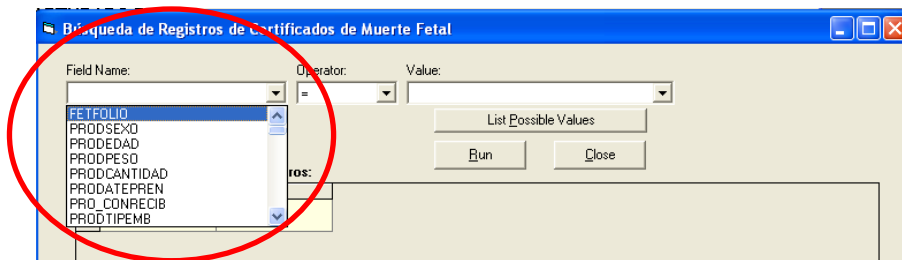 Búsqueda de Registros de Certificados de Muerte Fetal
Field Name: Operator: Value:
=
FETFOLIO
PRODSEXO
PRODEDAD
PRODPESO
PRODCANTIDAD
PRODATEPREN
PRO_CONRECIB
PRODTIPEMB
List Possible Values
Run Close
ros: